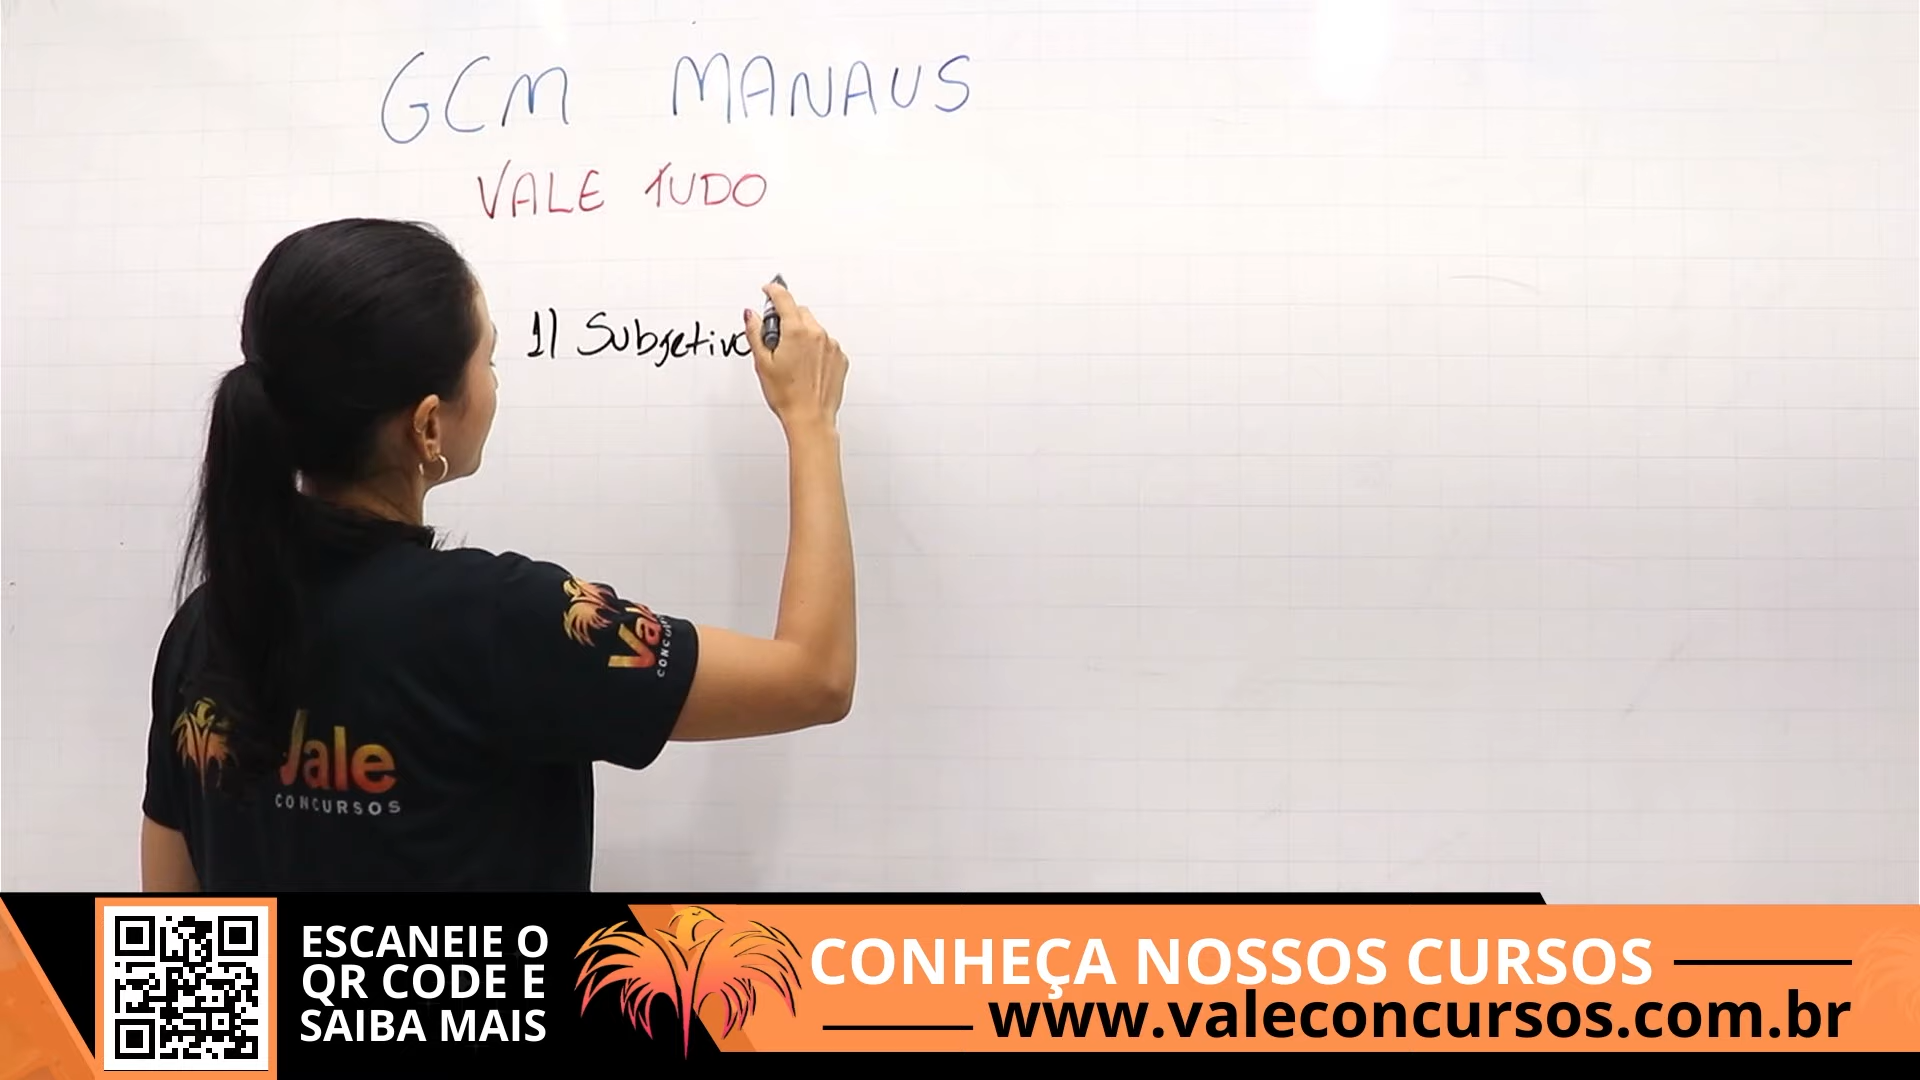 GCM MANAUS
VALE TUDO
1) Subjetivo
Vale
CONCURSOS
ESCANEIE O
QR CODE E
SAIBA MAIS
CONHEÇA NOSSOS CURSOS
www.valeconcursos.com.br